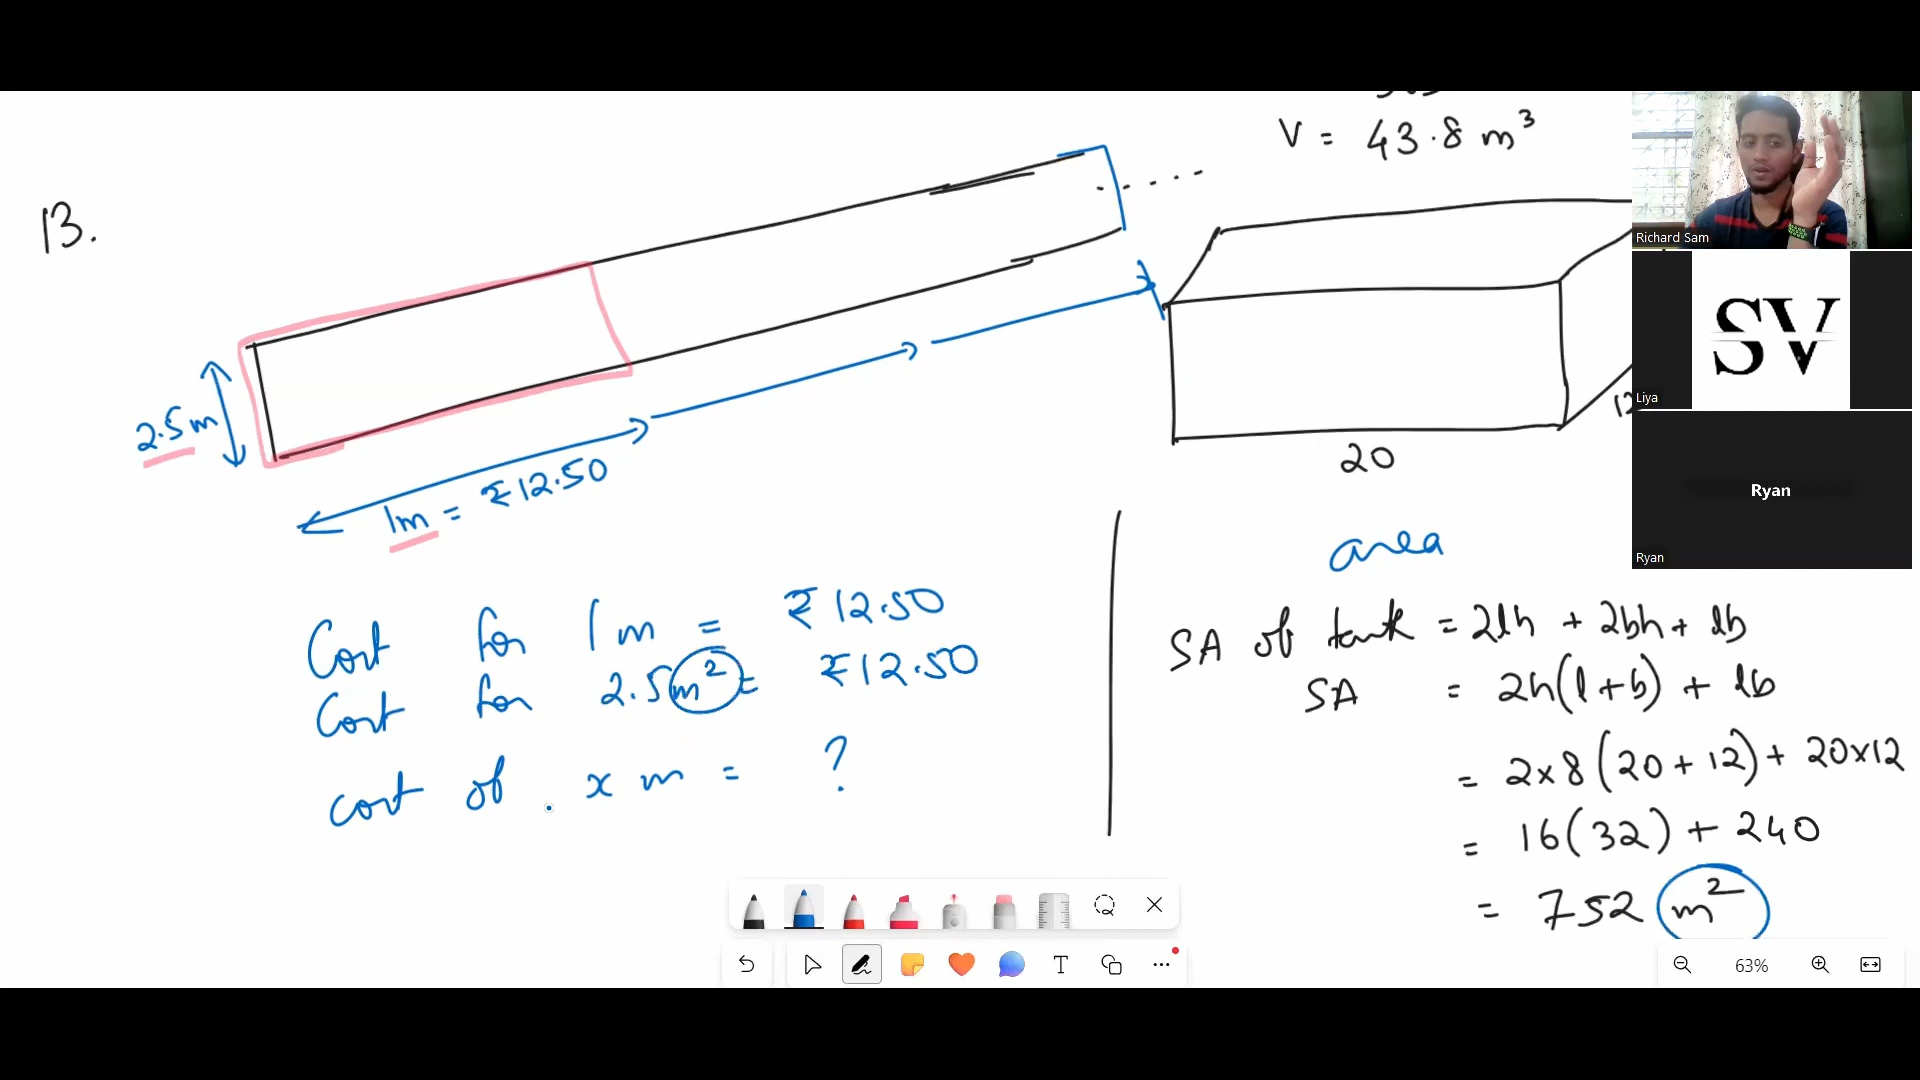 V = 43.8 m³
13.
2.5m
1m = ₹12.50
20
12
Cost for 1m = ₹12.50
Cost for 2.5m² = ₹12.50
cost of x m = ?
area
SA of tank = 2lh + 2bh + lb
SA = 2h(l+b) + lb
= 2×8(20+12) + 20×12
= 16(32) + 240
= 752 m²
Richard Sam
SV
Liya
Ryan
Ryan
T
63%